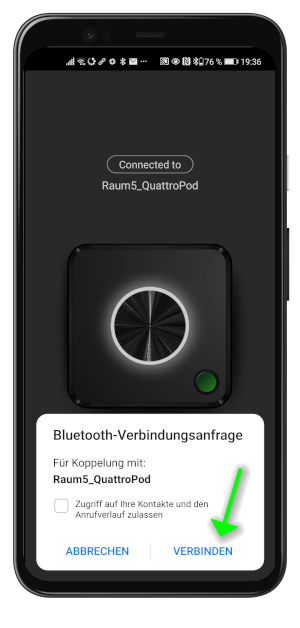 76 % 19:36
Connected to
Raum5_QuattroPod
Bluetooth-Verbindungsanfrage
Für Koppelung mit:
Raum5_QuattroPod
Zugriff auf Ihre Kontakte und den
Anrufverlauf zulassen
ABBRECHEN VERBINDEN